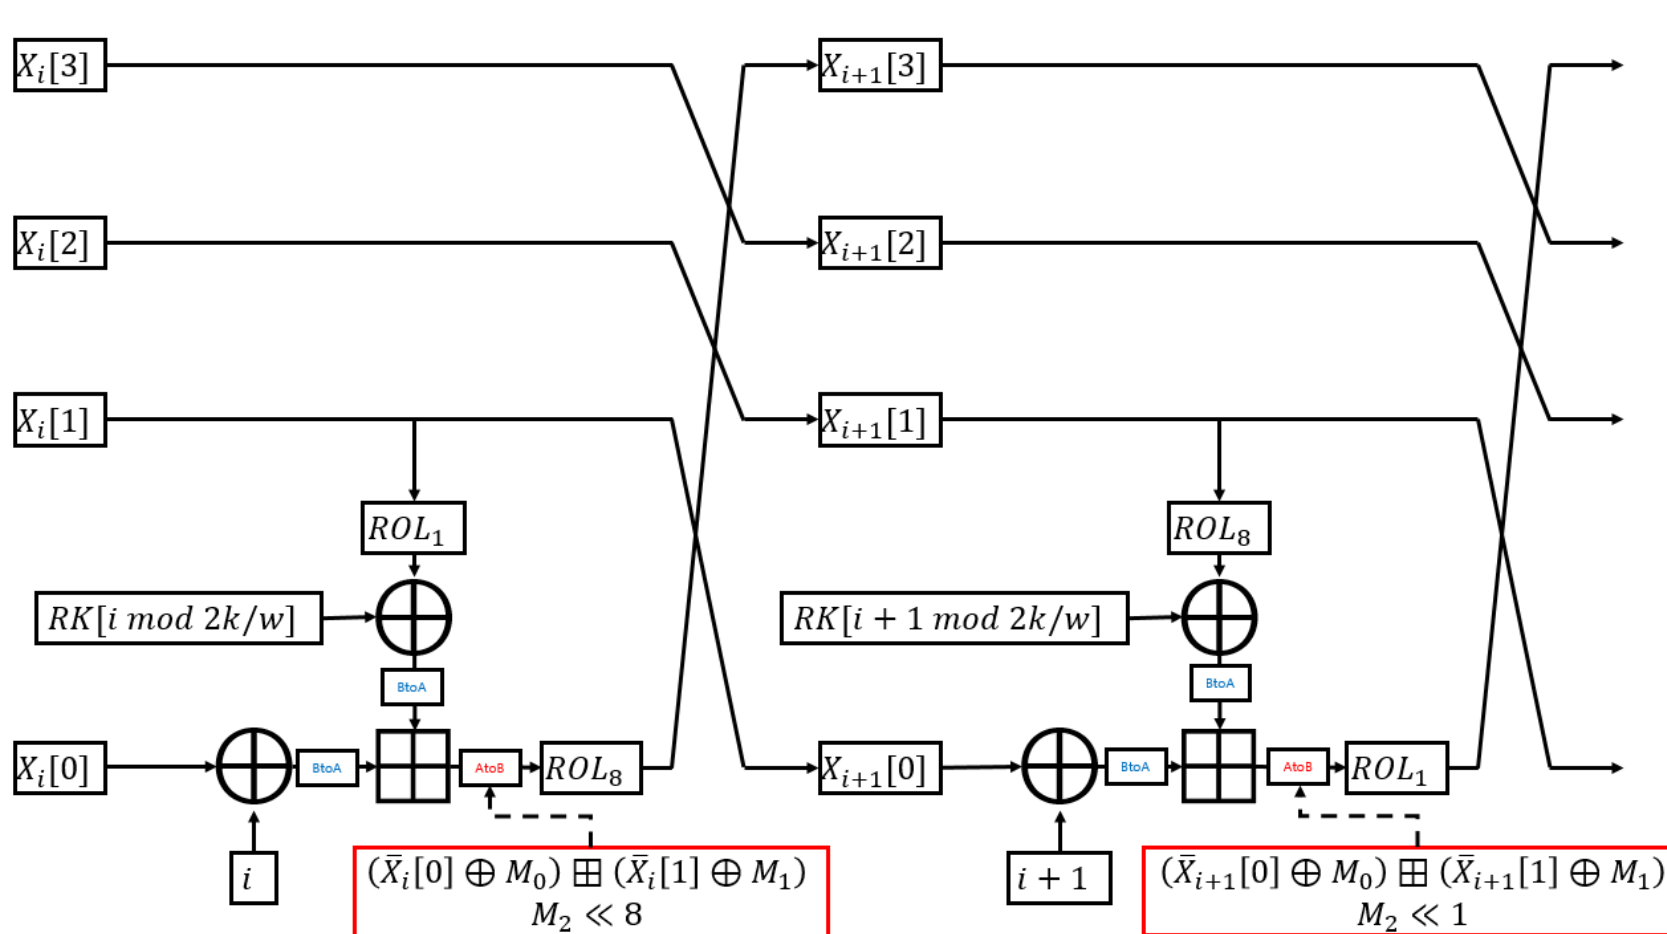 X_i[3]
X_{i+1}[3]
X_i[2]
X_{i+1}[2]
X_i[1]
X_{i+1}[1]
ROL_1
ROL_8
RK[i mod 2k/w]
RK[i + 1 mod 2k/w]
BtoA
BtoA
X_i[0]
BtoA
AtoB
ROL_8
X_{i+1}[0]
BtoA
AtoB
ROL_1
i
(X̄_i[0] ⊕ M_0) ⊞ (X̄_i[1] ⊕ M_1)
M_2 ≪ 8
i + 1
(X̄_{i+1}[0] ⊕ M_0) ⊞ (X̄_{i+1}[1] ⊕ M_1)
M_2 ≪ 1